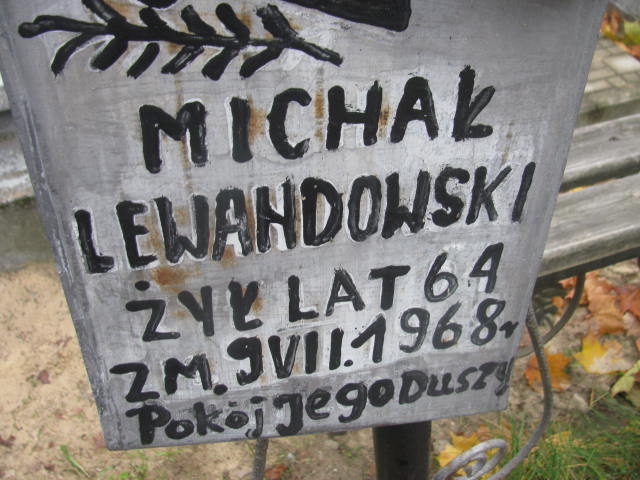 MICHAŁ
LEWANDOWSKI
ŻYŁ LAT 64
ZM. 9 VII. 1968 r
Pokój jego Duszy